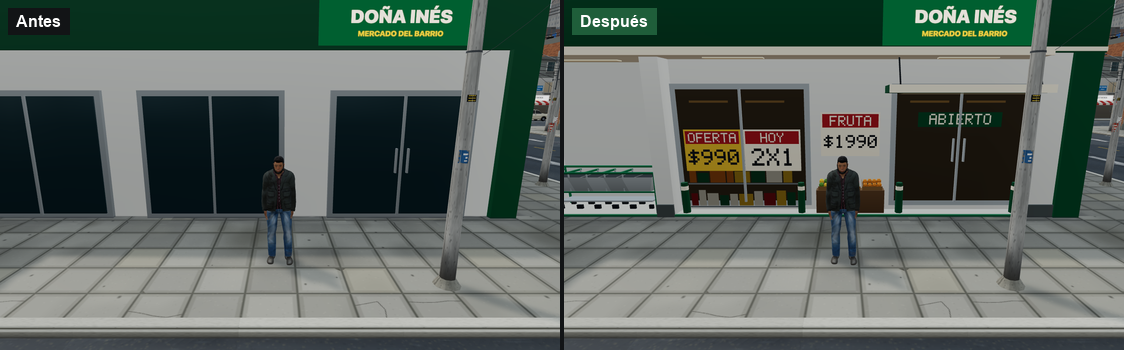 Antes
DOÑA INÉS
MERCADO DEL BARRIO
Después
DOÑA INÉS
MERCADO DEL BARRIO
OFERTA
$990
HOY
2X1
FRUTA
$1990
ABIERTO